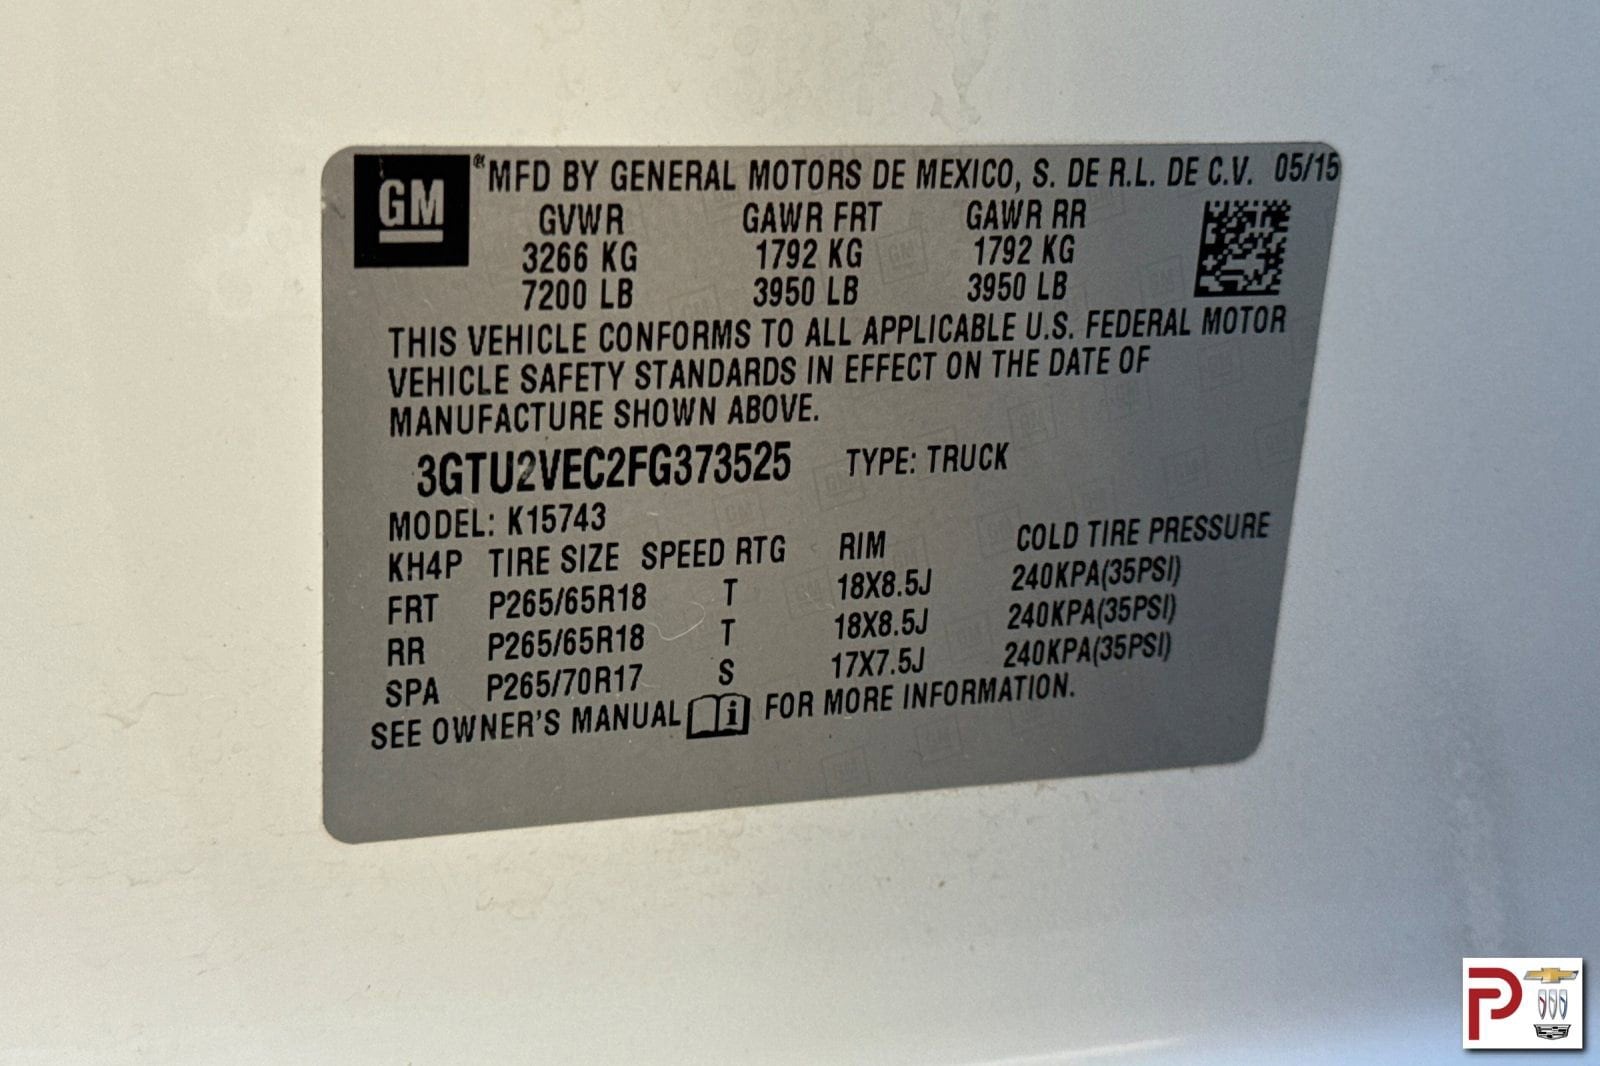 GM ® MFD BY GENERAL MOTORS DE MEXICO, S. DE R.L. DE C.V. 05/15
GVWR GAWR FRT GAWR RR
3266 KG 1792 KG 1792 KG
7200 LB 3950 LB 3950 LB
THIS VEHICLE CONFORMS TO ALL APPLICABLE U.S. FEDERAL MOTOR
VEHICLE SAFETY STANDARDS IN EFFECT ON THE DATE OF
MANUFACTURE SHOWN ABOVE.
3GTU2VEC2FG373525 TYPE: TRUCK
MODEL: K15743
KH4P TIRE SIZE SPEED RTG RIM COLD TIRE PRESSURE
FRT P265/65R18 T 18X8.5J 240KPA(35PSI)
RR P265/65R18 T 18X8.5J 240KPA(35PSI)
SPA P265/70R17 S 17X7.5J 240KPA(35PSI)
SEE OWNER'S MANUAL i FOR MORE INFORMATION.
P